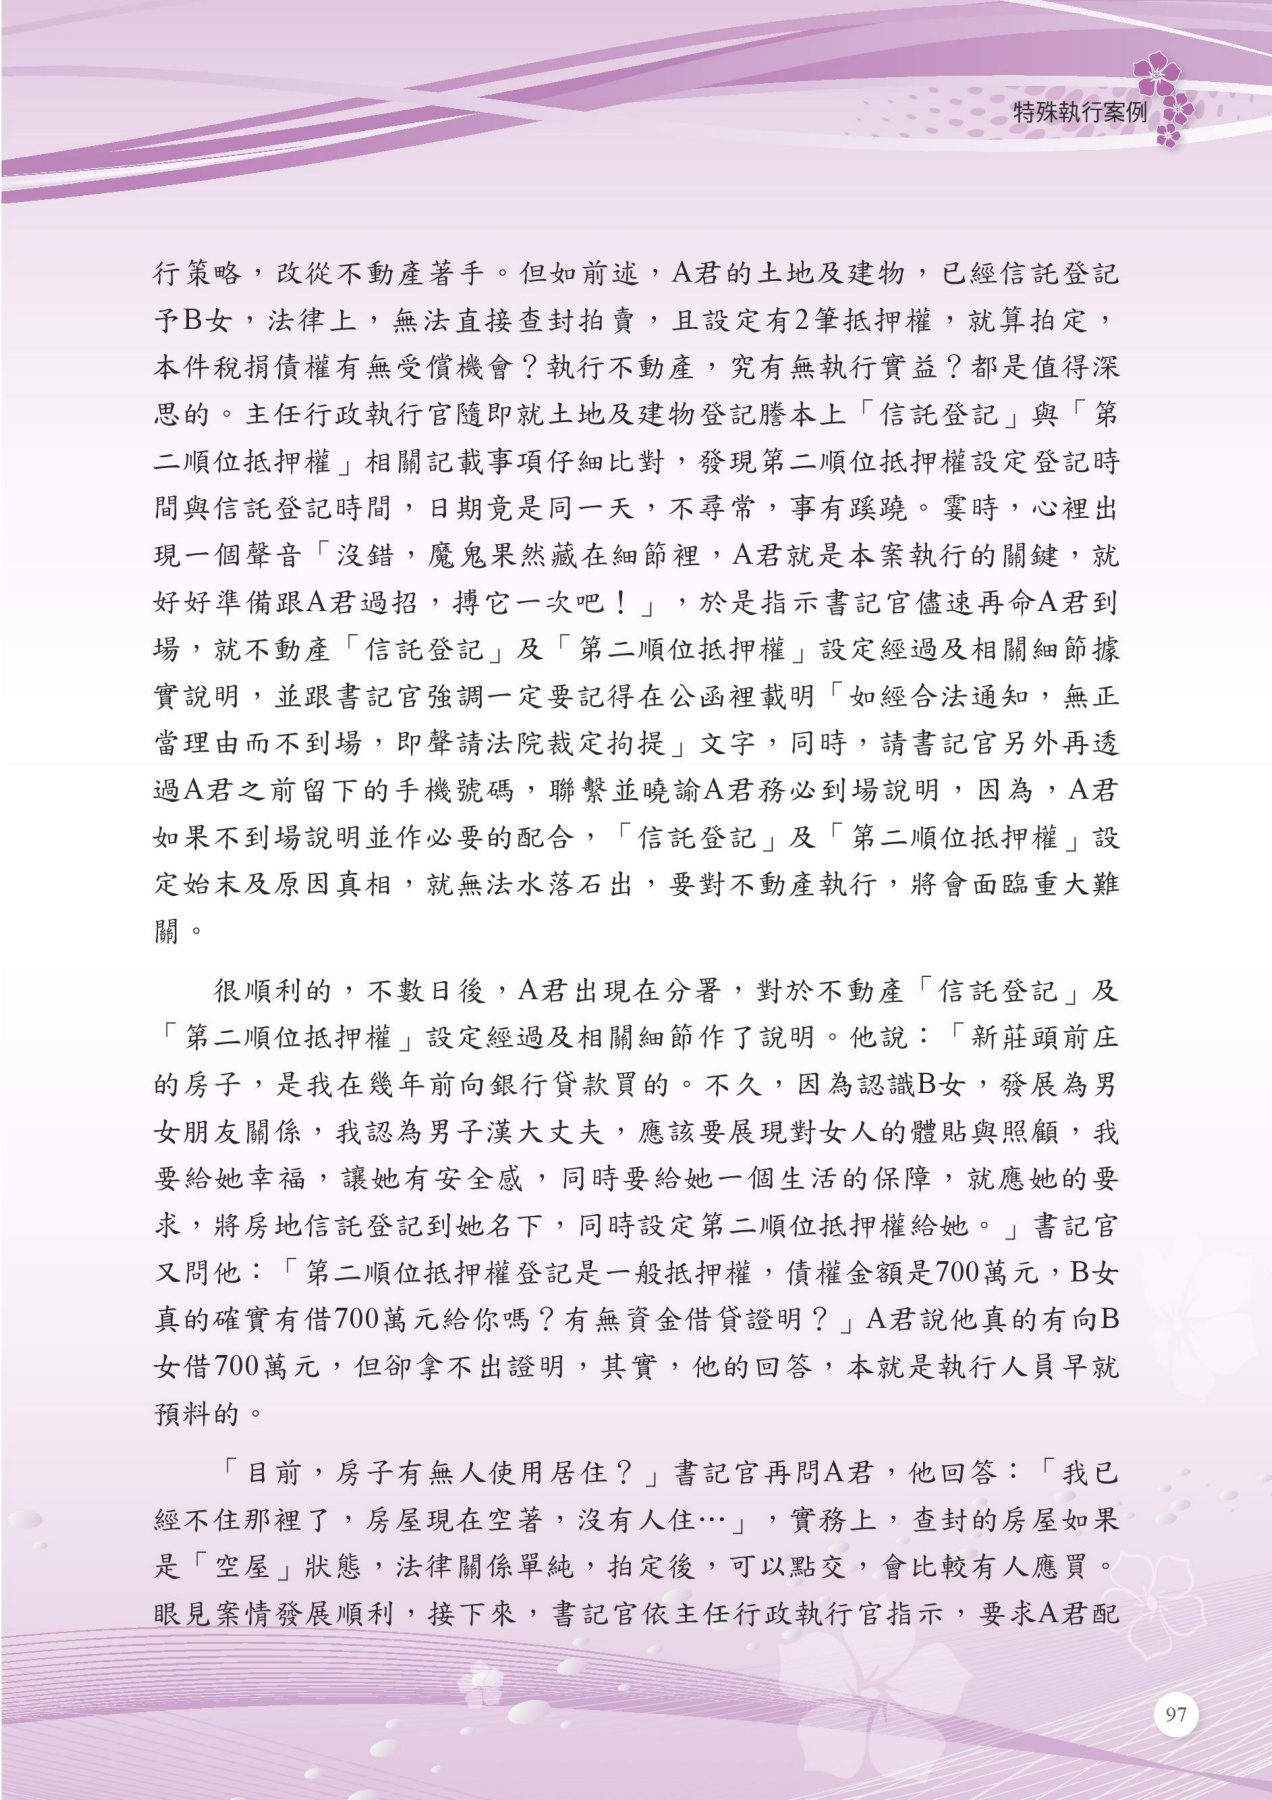 特殊執行案例
行策略，改從不動產著手。但如前述，A君的土地及建物，已經信託登記
予B女，法律上，無法直接查封拍賣，且設定有2筆抵押權，就算拍定，
本件稅捐債權有無受償機會？執行不動產，究有無執行實益？都是值得深
思的。主任行政執行官隨即就土地及建物登記謄本上「信託登記」與「第
二順位抵押權」相關記載事項仔細比對，發現第二順位抵押權設定登記時
間與信託登記時間，日期竟是同一天，不尋常，事有蹊蹺。霎時，心裡出
現一個聲音「沒錯，魔鬼果然藏在細節裡，A君就是本案執行的關鍵，就
好好準備跟A君過招，搏它一次吧！」，於是指示書記官儘速再命A君到
場，就不動產「信託登記」及「第二順位抵押權」設定經過及相關細節據
實說明，並跟書記官強調一定要記得在公函裡載明「如經合法通知，無正
當理由而不到場，即聲請法院裁定拘提」文字，同時，請書記官另外再透
過A君之前留下的手機號碼，聯繫並曉諭A君務必到場說明，因為，A君
如果不到場說明並作必要的配合，「信託登記」及「第二順位抵押權」設
定始末及原因真相，就無法水落石出，要對不動產執行，將會面臨重大難
關。
很順利的，不數日後，A君出現在分署，對於不動產「信託登記」及
「第二順位抵押權」設定經過及相關細節作了說明。他說：「新莊頭前庄
的房子，是我在幾年前向銀行貸款買的。不久，因為認識B女，發展為男
女朋友關係，我認為男子漢大丈夫，應該要展現對女人的體貼與照顧，我
要給她幸福，讓她有安全感，同時要給她一個生活的保障，就應她的要
求，將房地信託登記到她名下，同時設定第二順位抵押權給她。」書記官
又問他：「第二順位抵押權登記是一般抵押權，債權金額是700萬元，B女
真的確實有借700萬元給你嗎？有無資金借貸證明？」A君說他真的有向B
女借700萬元，但卻拿不出證明，其實，他的回答，本就是執行人員早就
預料的。
「目前，房子有無人使用居住？」書記官再問A君，他回答：「我已
經不住那裡了，房屋現在空著，沒有人住…」，實務上，查封的房屋如果
是「空屋」狀態，法律關係單純，拍定後，可以點交，會比較有人應買。
眼見案情發展順利，接下來，書記官依主任行政執行官指示，要求A君配
97